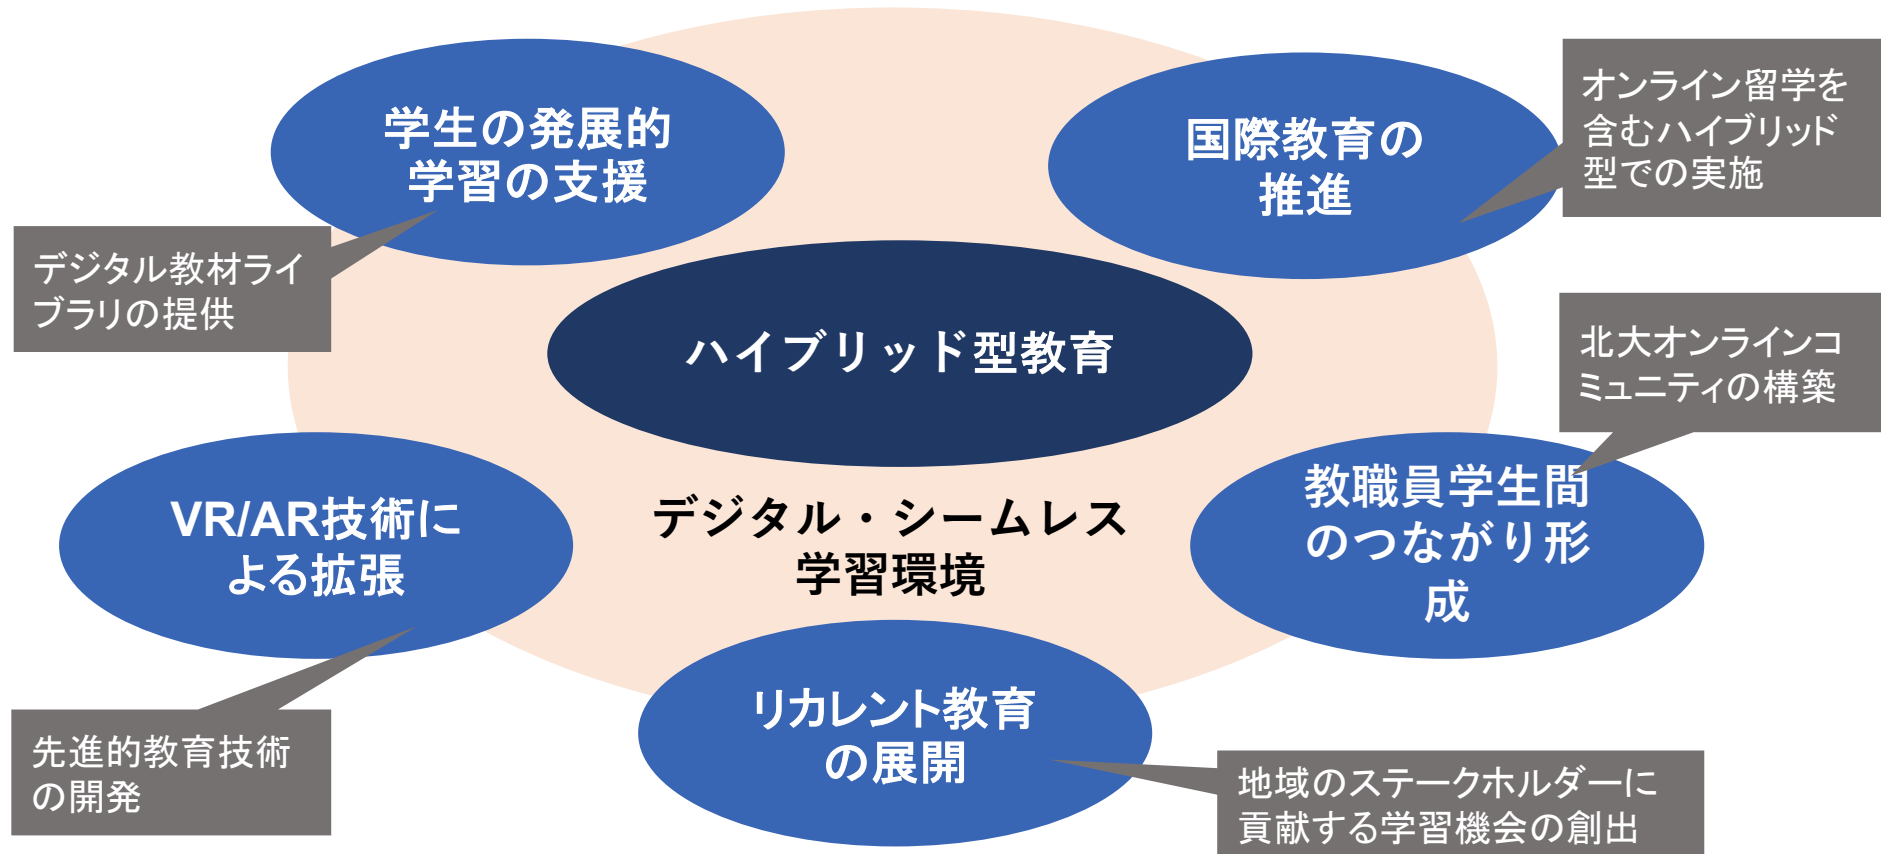 学生の発展的
学習の支援
国際教育の
推進
オンライン留学を
含むハイブリッド
型での実施
デジタル教材ライ
ブラリの提供
ハイブリッド型教育
北大オンラインコ
ミュニティの構築
VR/AR技術に
よる拡張
デジタル・シームレス
学習環境
教職員学生間
のつながり形
成
先進的教育技術
の開発
リカレント教育
の展開
地域のステークホルダーに
貢献する学習機会の創出